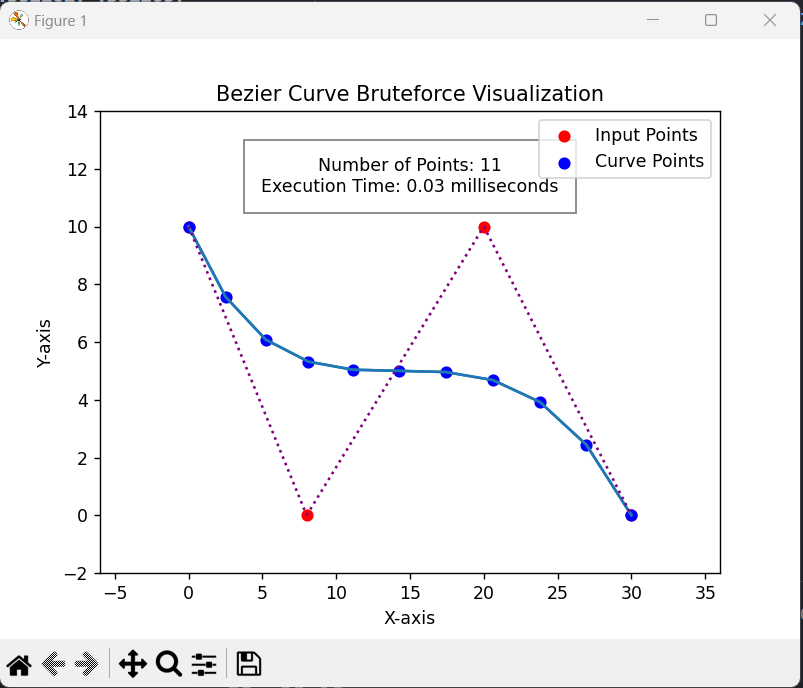 Figure 1
Bezier Curve Bruteforce Visualization
Input Points
Curve Points
Number of Points: 11
Execution Time: 0.03 milliseconds
14
12
10
8
6
4
2
0
−2
Y-axis
−5 0 5 10 15 20 25 30 35
X-axis